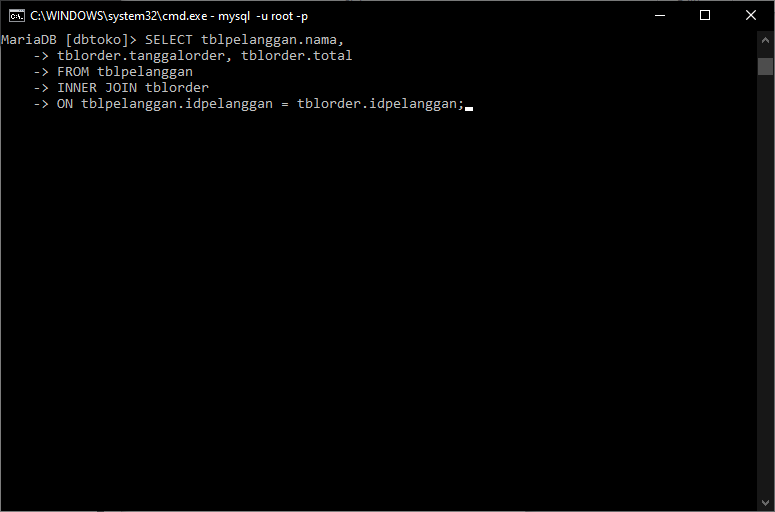 C:\WINDOWS\system32\cmd.exe - mysql -u root -p
MariaDB [dbtoko]> SELECT tblpelanggan.nama,
-> tblorder.tanggalorder, tblorder.total
-> FROM tblpelanggan
-> INNER JOIN tblorder
-> ON tblpelanggan.idpelanggan = tblorder.idpelanggan;